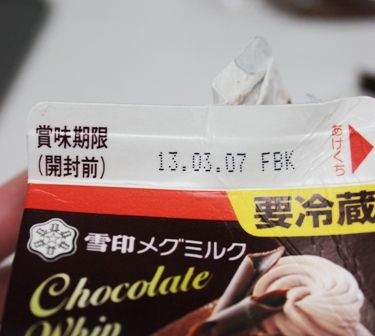 賞味期限
(開封前)
13.03.07 FBK
あけくち
要冷蔵
雪印メグミルク
Chocolate
Whip